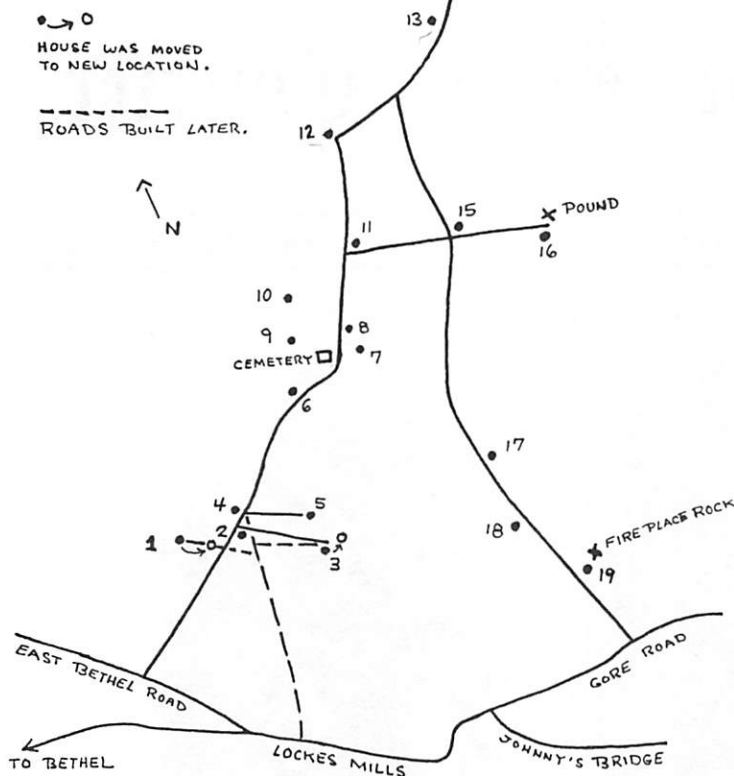 HOUSE WAS MOVED
TO NEW LOCATION.
ROADS BUILT LATER.
N
13
12
11
15
POUND
16
10
9
8
7
CEMETERY
6
17
4
5
18
FIREPLACE ROCK
1
2
3
19
EAST BETHEL ROAD
GORE ROAD
TO BETHEL
LOCKES MILLS
JOHNNY'S BRIDGE